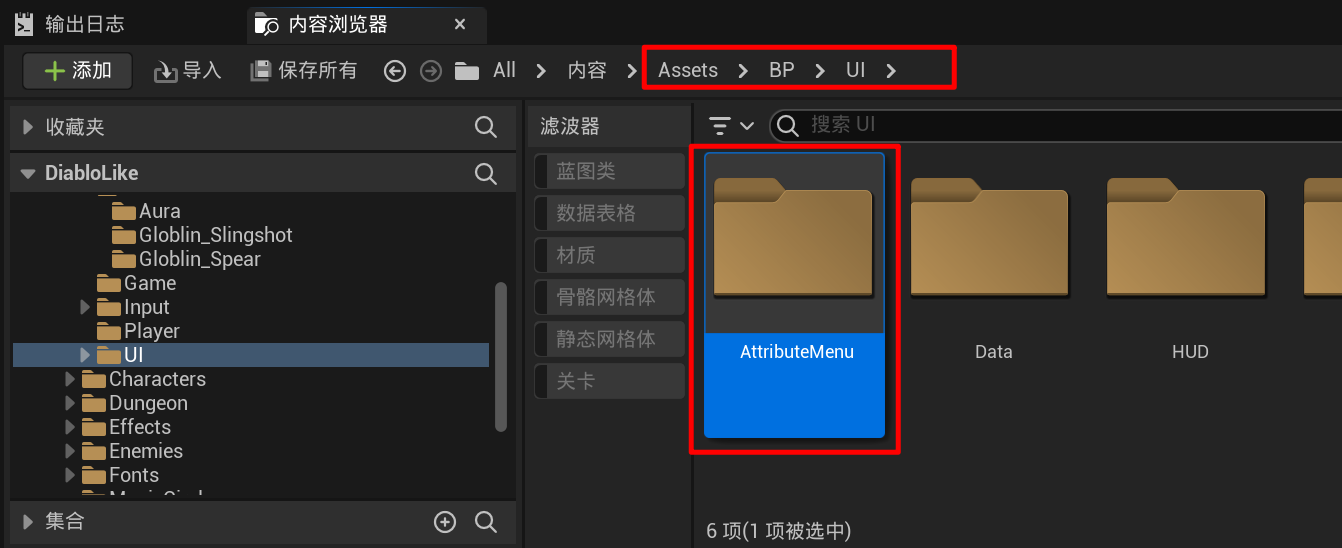 输出日志
内容浏览器
添加 导入 保存所有 All 内容 Assets BP UI
收藏夹
DiabloLike
Aura
Globlin_Slingshot
Globlin_Spear
Game
Input
Player
UI
Characters
Dungeon
Effects
Enemies
Fonts
集合
滤波器
蓝图类
数据表格
材质
骨骼网格体
静态网格体
关卡
搜索 UI
AttributeMenu
Data
HUD
6 项(1 项被选中)